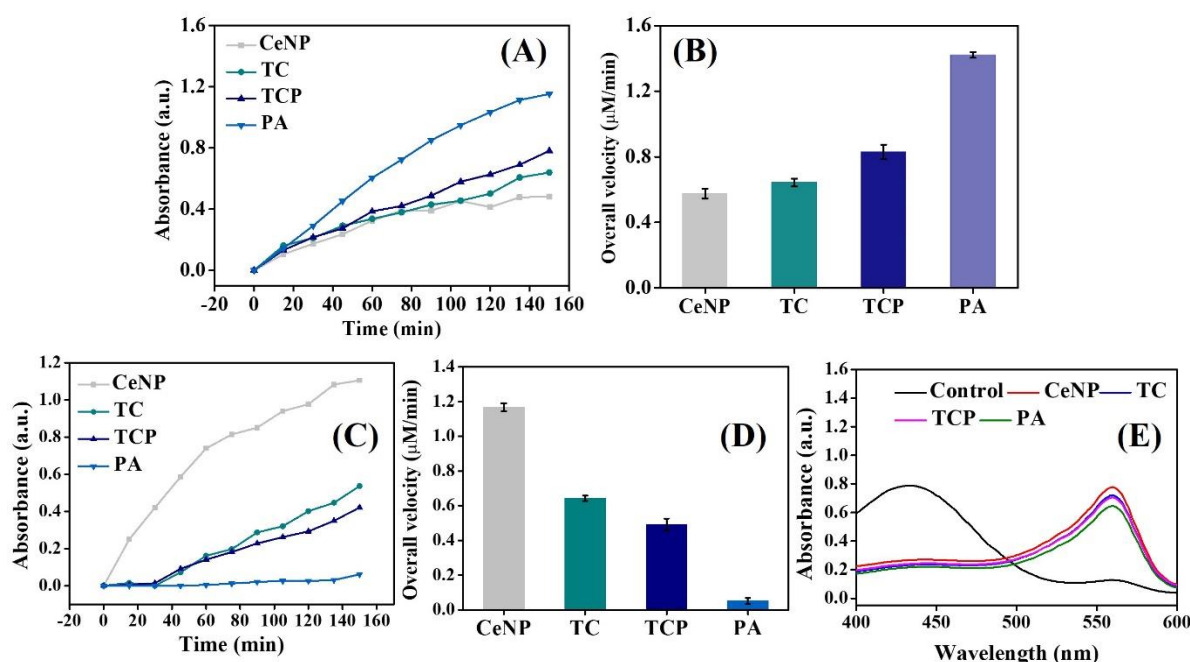 (A)
CeNP
TC
TCP
PA
Absorbance (a.u.)
1.6
1.2
0.8
0.4
0.0
-20 0 20 40 60 80 100 120 140 160
Time (min)
(B)
Overall velocity (μM/min)
1.6
1.2
0.8
0.4
0.0
CeNP TC TCP PA
(C)
CeNP
TC
TCP
PA
Absorbance (a.u.)
1.2
1.0
0.8
0.6
0.4
0.2
0.0
-20 0 20 40 60 80 100 120 140 160
Time (min)
(D)
Overall velocity (μM/min)
1.4
1.2
1.0
0.8
0.6
0.4
0.2
0.0
CeNP TC TCP PA
(E)
Control CeNP TC
TCP PA
Absorbance (a.u.)
1.6
1.4
1.2
1.0
0.8
0.6
0.4
0.2
0.0
400 450 500 550 600
Wavelength (nm)